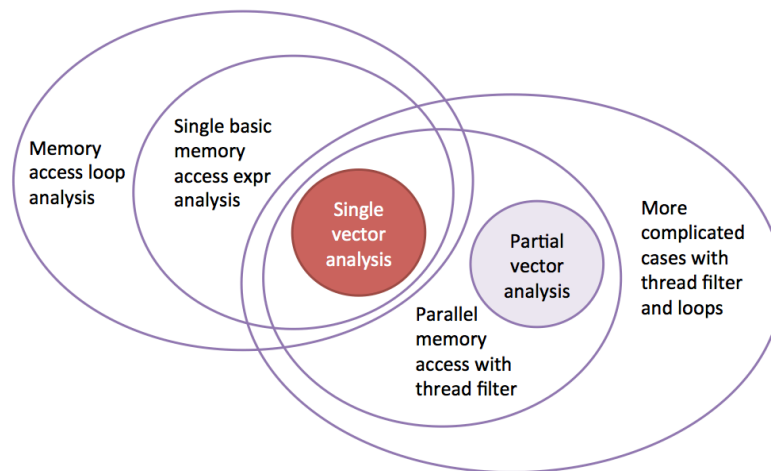 Memory
access loop
analysis
Single basic
memory
access expr
analysis
Single
vector
analysis
Partial
vector
analysis
Parallel
memory
access with
thread filter
More
complicated
cases with
thread filter
and loops